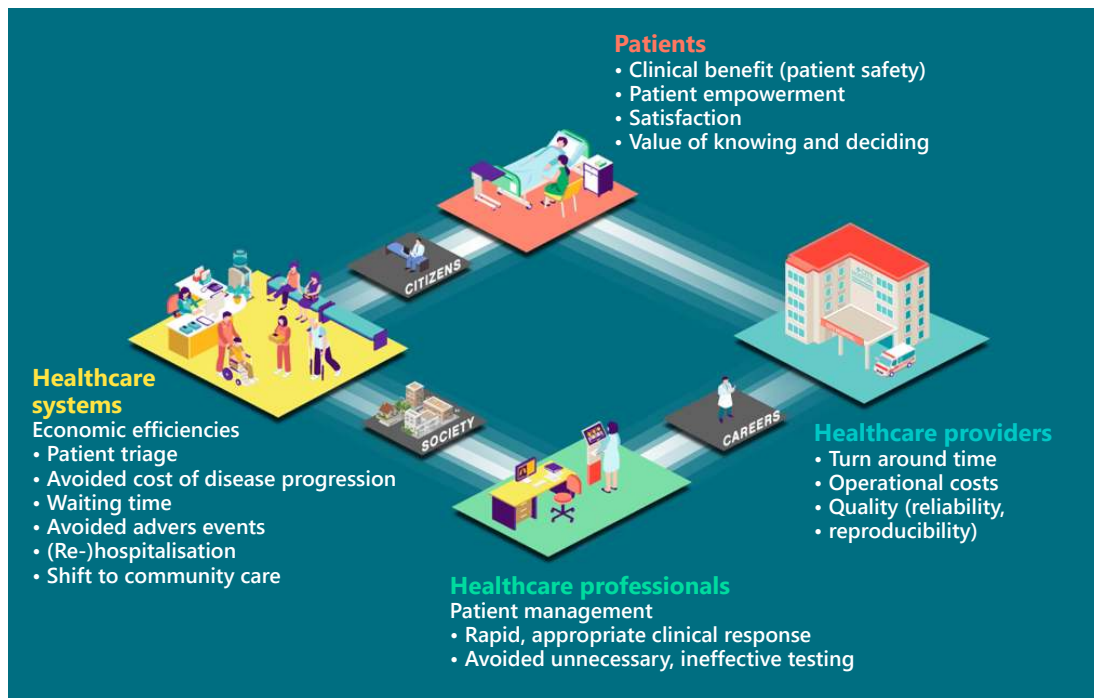 Patients
• Clinical benefit (patient safety)
• Patient empowerment
• Satisfaction
• Value of knowing and deciding
CITIZENS
Healthcare
systems
Economic efficiencies
• Patient triage
• Avoided cost of disease progression
• Waiting time
• Avoided advers events
• (Re-)hospitalisation
• Shift to community care
SOCIETY
CAREERS
Healthcare providers
• Turn around time
• Operational costs
• Quality (reliability,
• reproducibility)
Healthcare professionals
Patient management
• Rapid, appropriate clinical response
• Avoided unnecessary, ineffective testing